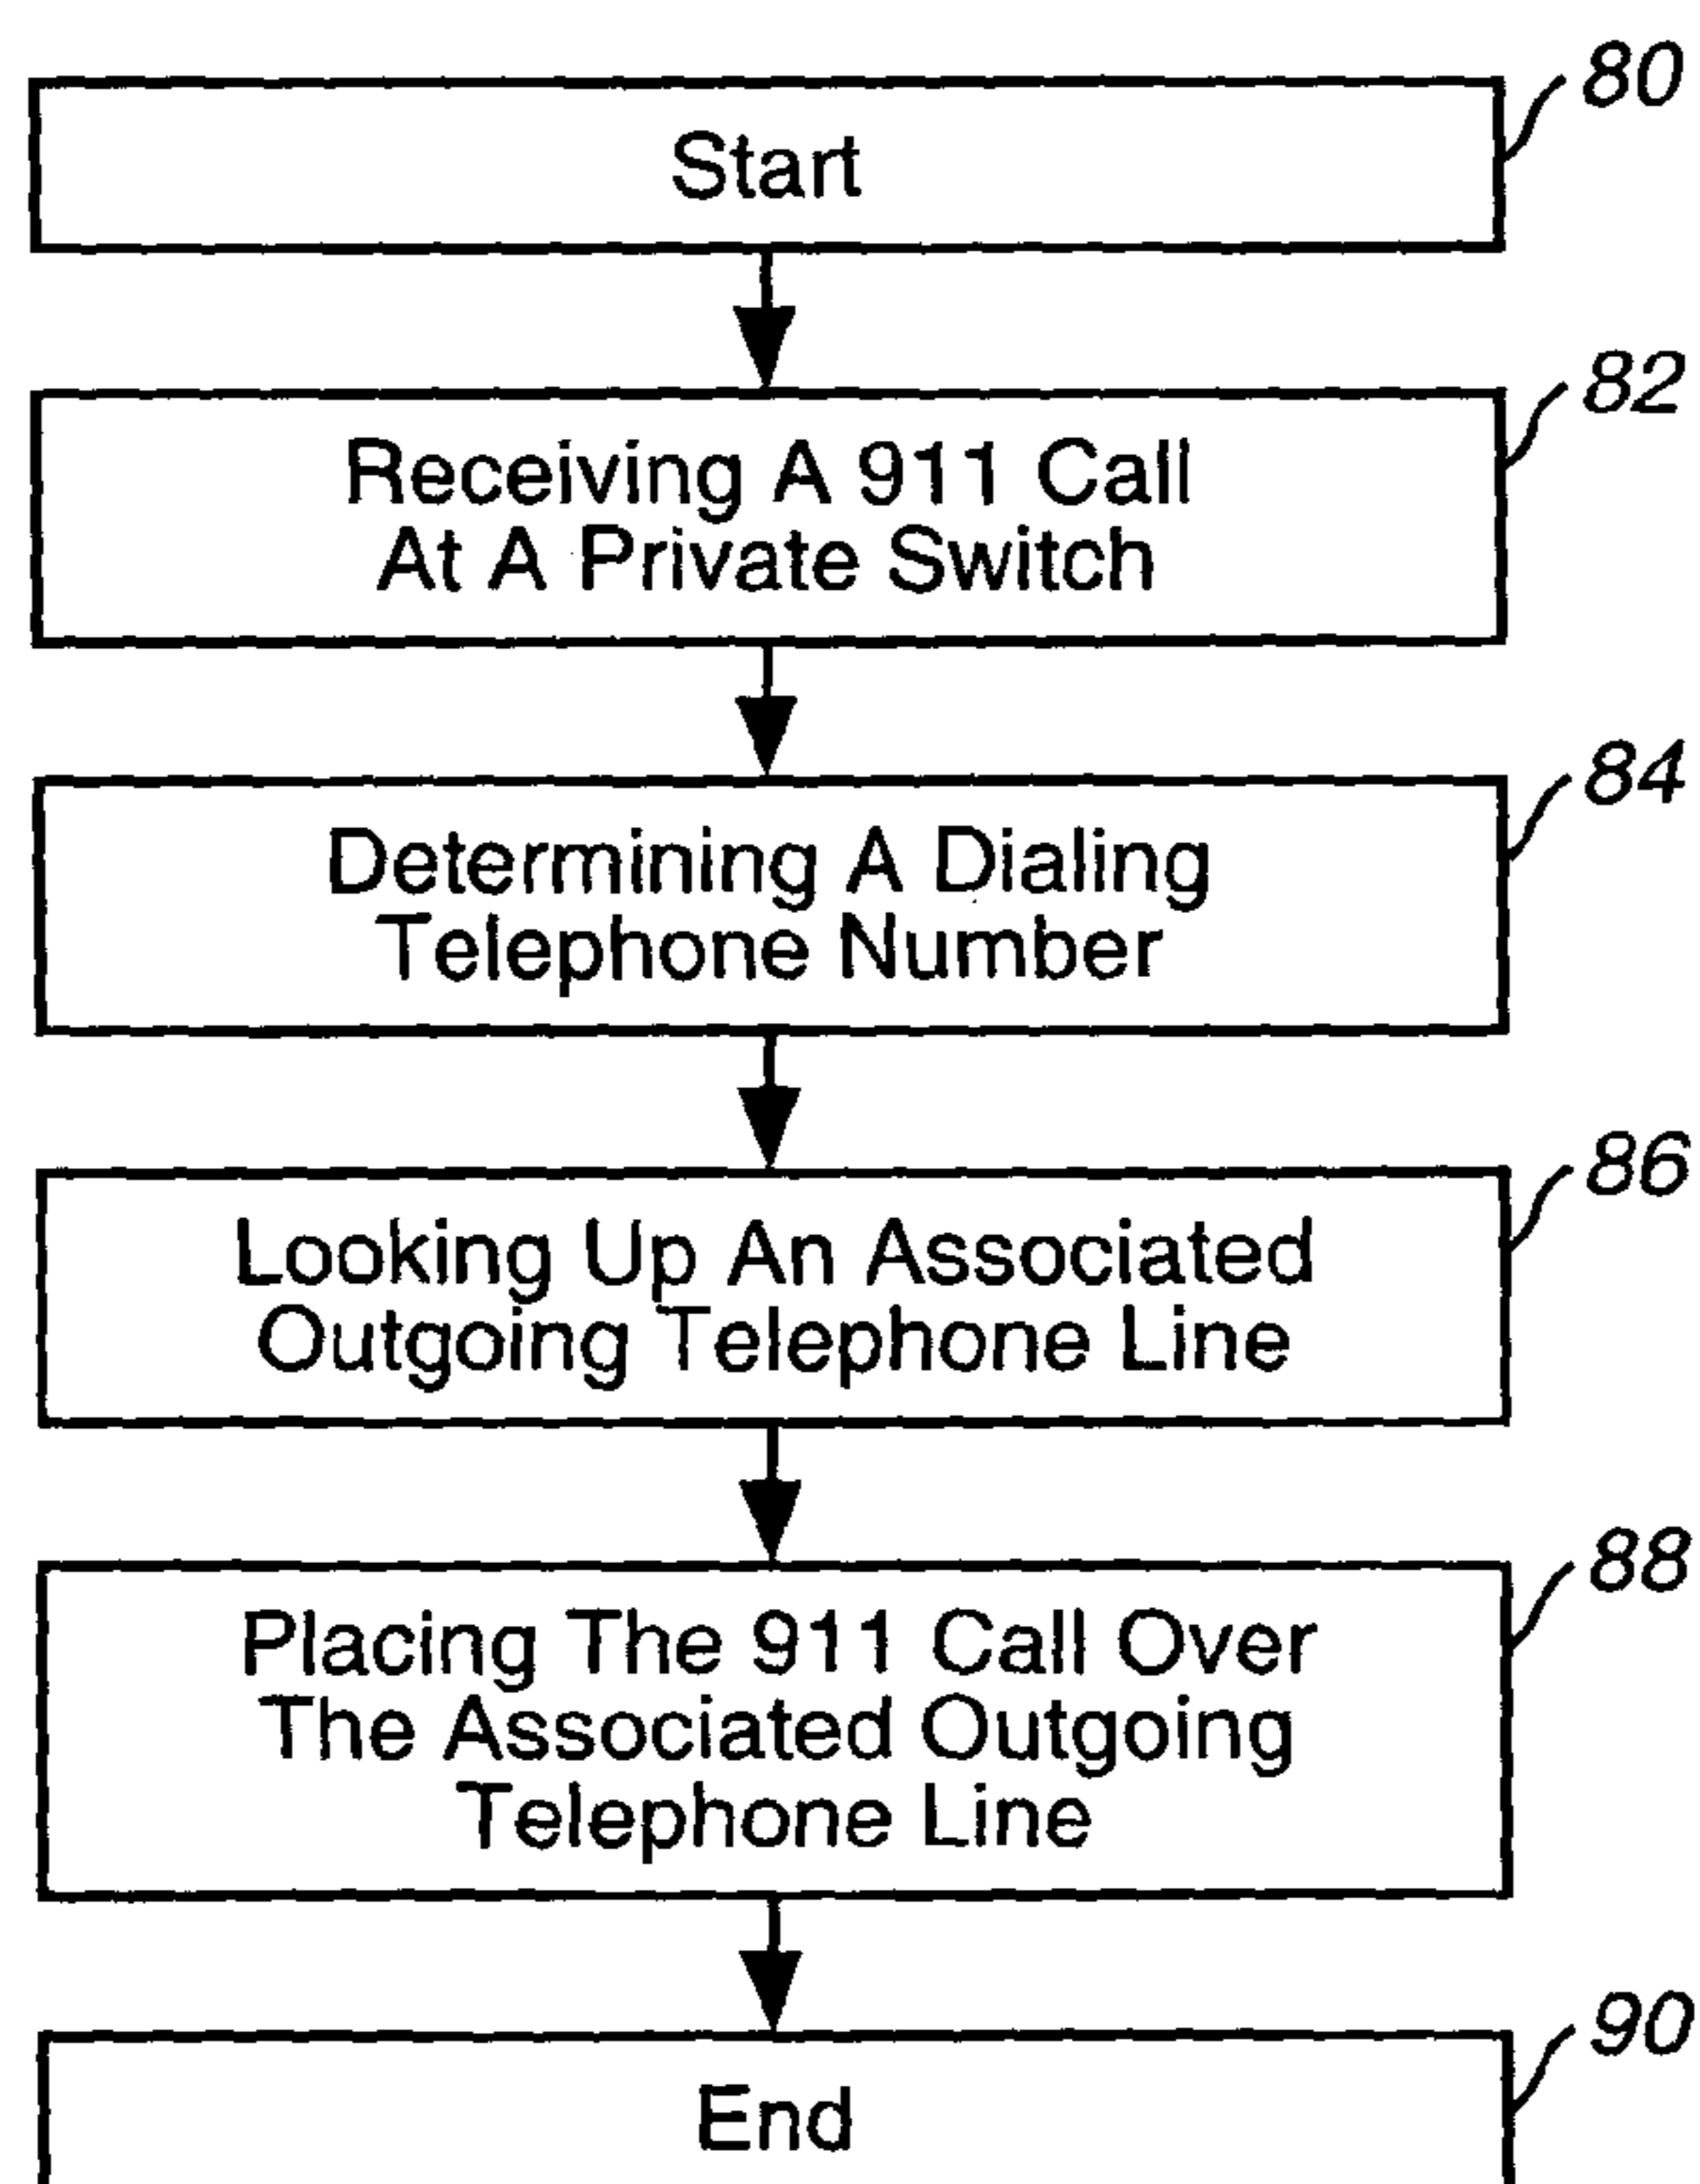 80
Start
82
Receiving A 911 Call
At A Private Switch
84
Determining A Dialing
Telephone Number
86
Looking Up An Associated
Outgoing Telephone Line
88
Placing The 911 Call Over
The Associated Outgoing
Telephone Line
90
End